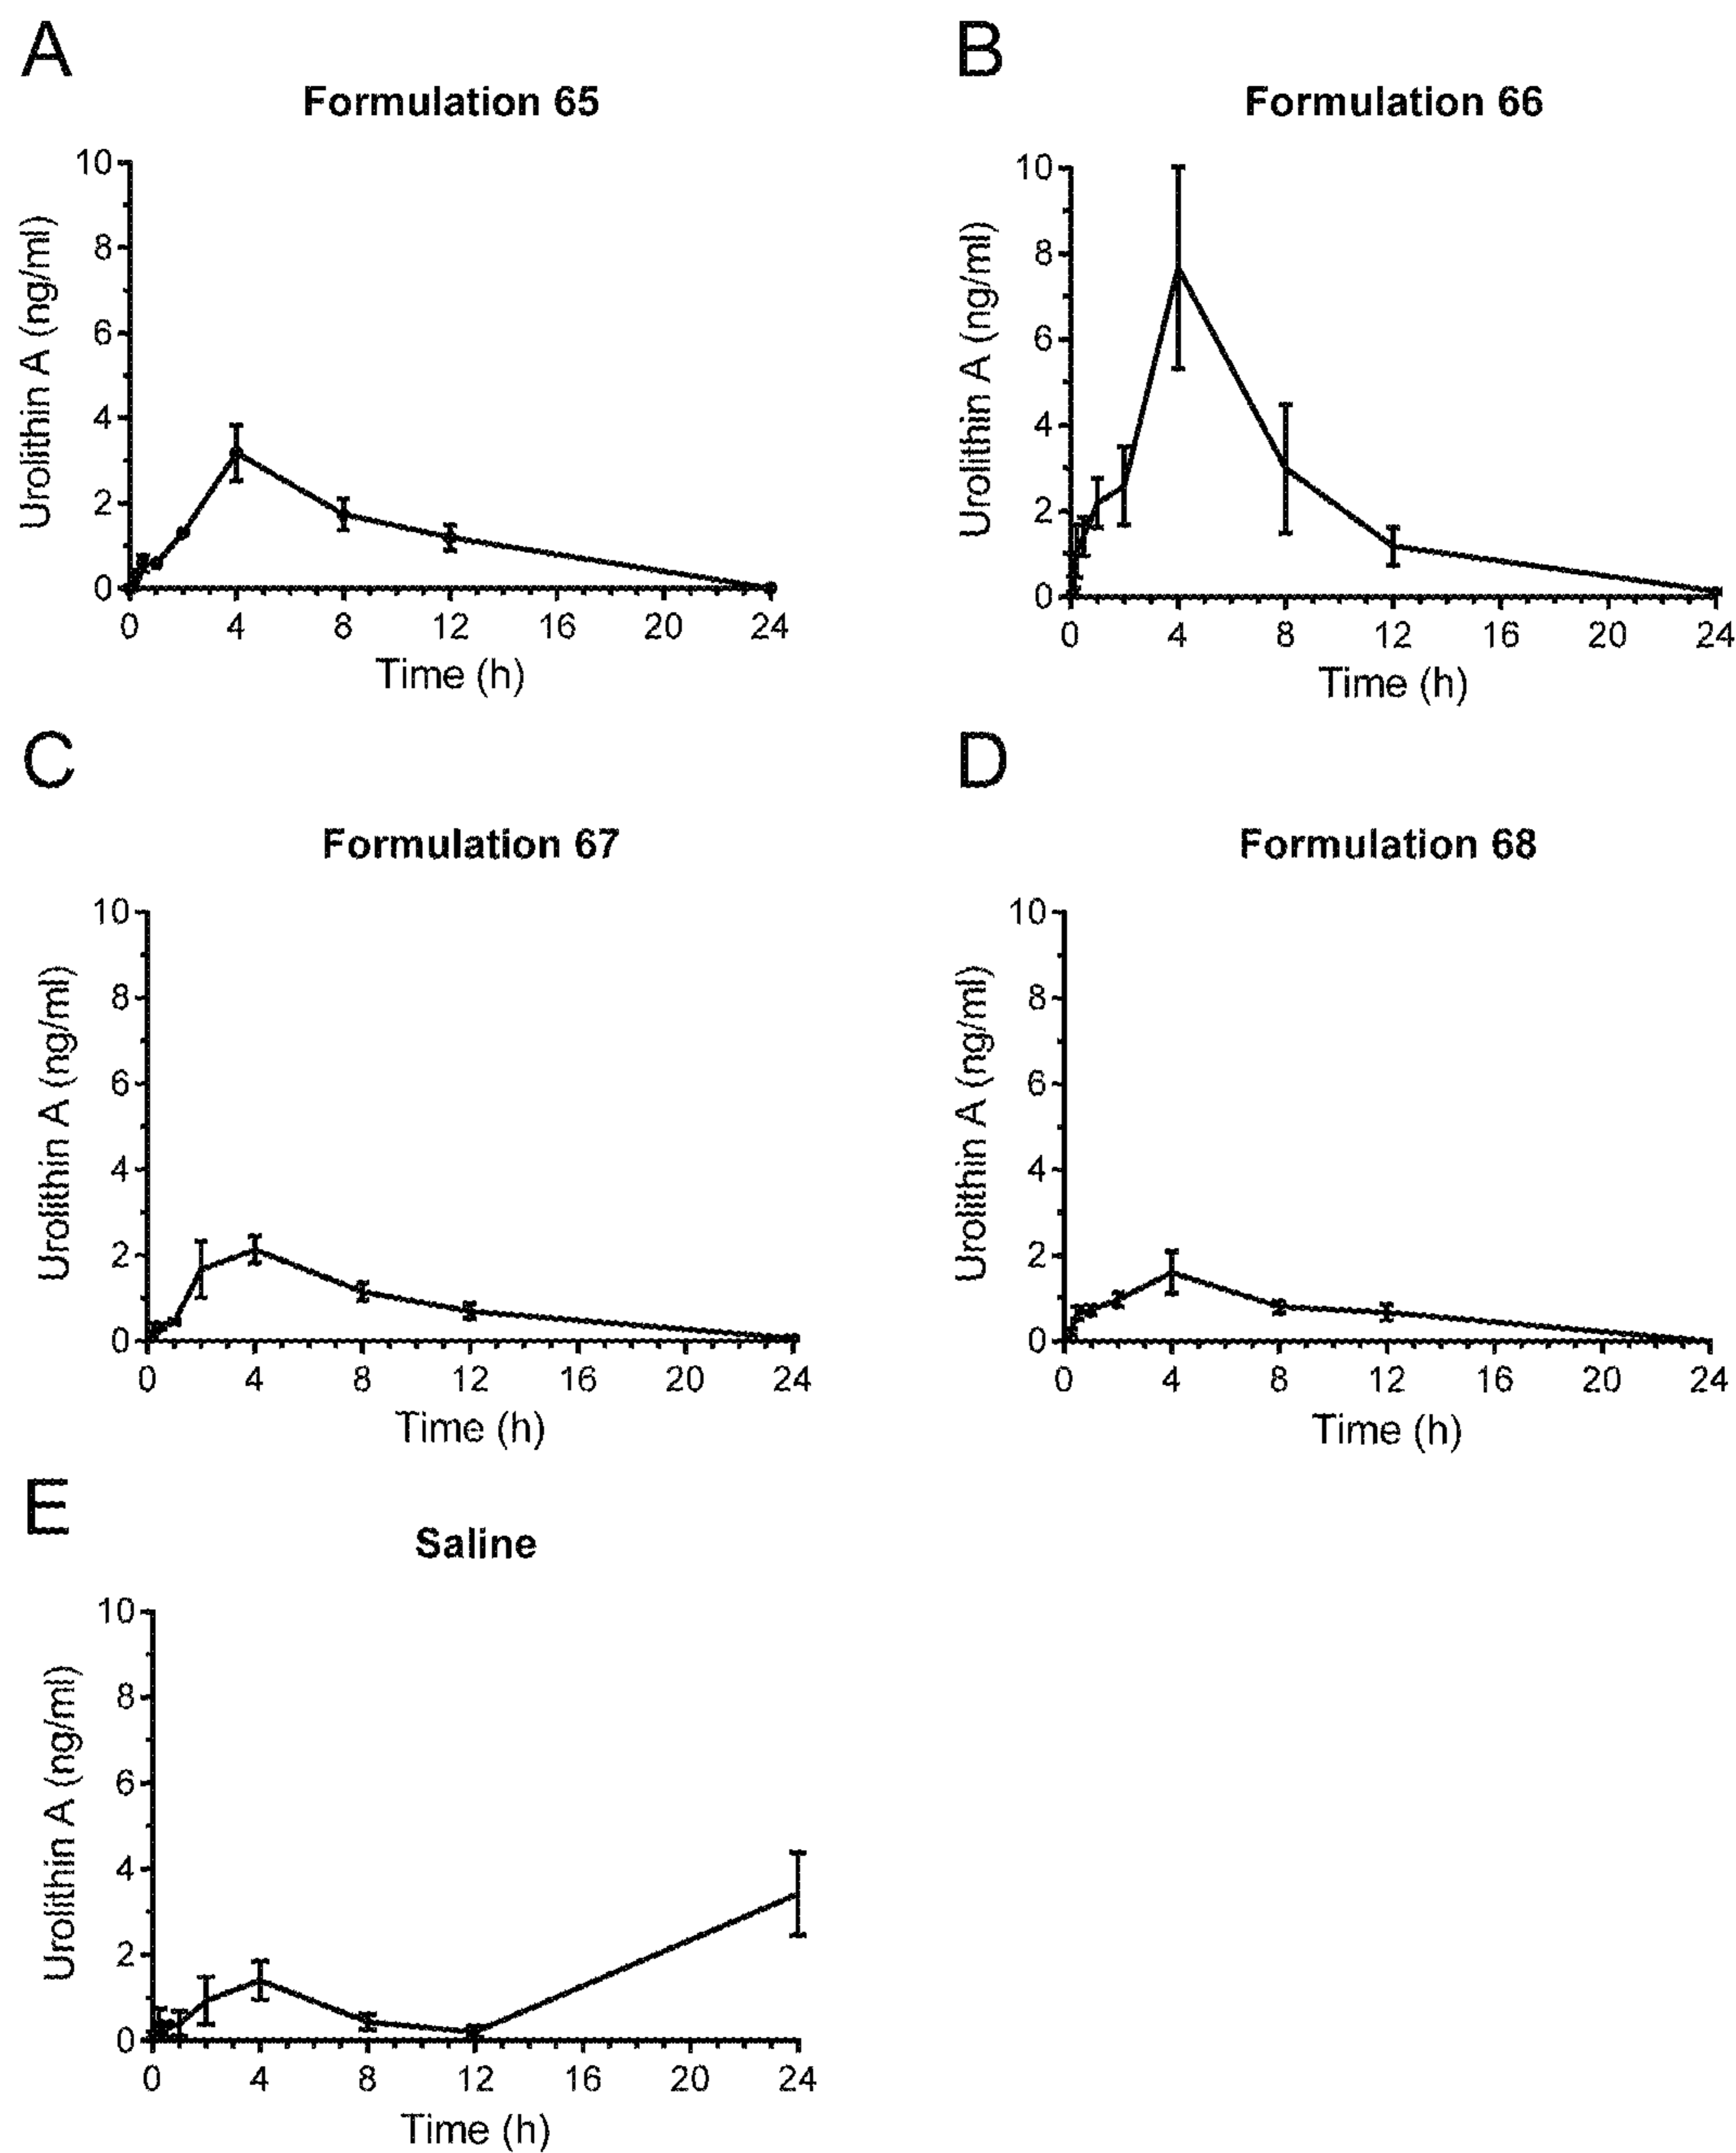 A
Formulation 65
Urolithin A (ng/ml)
10
8
6
4
2
0
0 4 8 12 16 20 24
Time (h)
B
Formulation 66
Urolithin A (ng/ml)
10
8
6
4
2
0
0 4 8 12 16 20 24
Time (h)
C
Formulation 67
Urolithin A (ng/ml)
10
8
6
4
2
0
0 4 8 12 16 20 24
Time (h)
D
Formulation 68
Urolithin A (ng/ml)
10
8
6
4
2
0
0 4 8 12 16 20 24
Time (h)
E
Saline
Urolithin A (ng/ml)
10
8
6
4
2
0
0 4 8 12 16 20 24
Time (h)